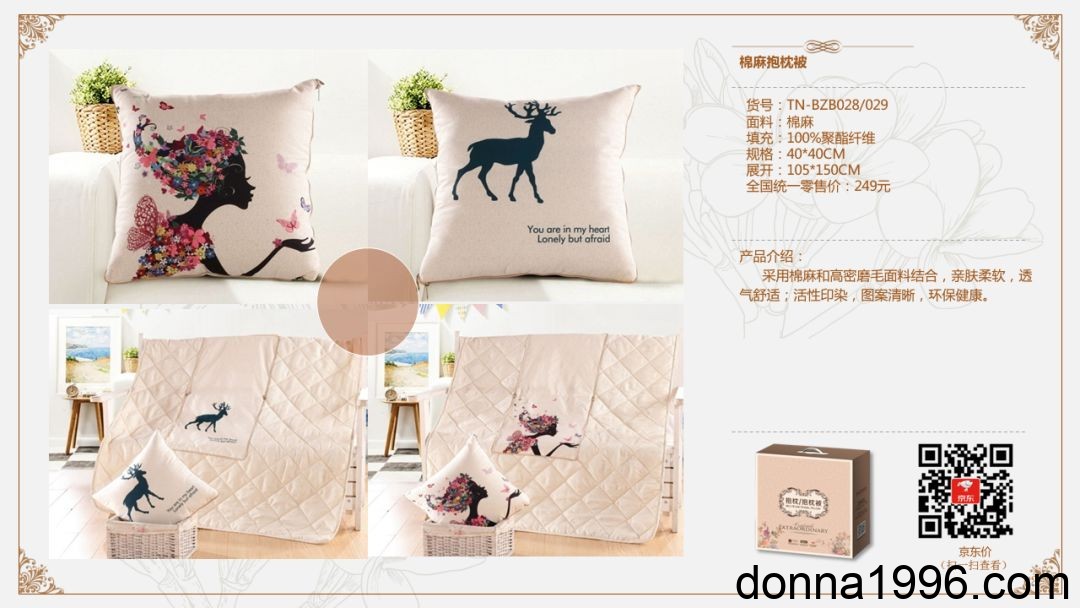 棉麻抱枕被
货号：TN-BZB028/029
面料：棉麻
填充：100%聚酯纤维
规格：40*40CM
展开：105*150CM
全国统一零售价：249元
You are in my heart
Lonely but afraid
产品介绍：
采用棉麻和高密磨毛面料结合，亲肤柔软，透
气舒适；活性印染，图案清晰，环保健康。
抱枕/抱枕被
EXTRAORDINARY
京东
京东价
（扫一扫查看）
donna1996.com